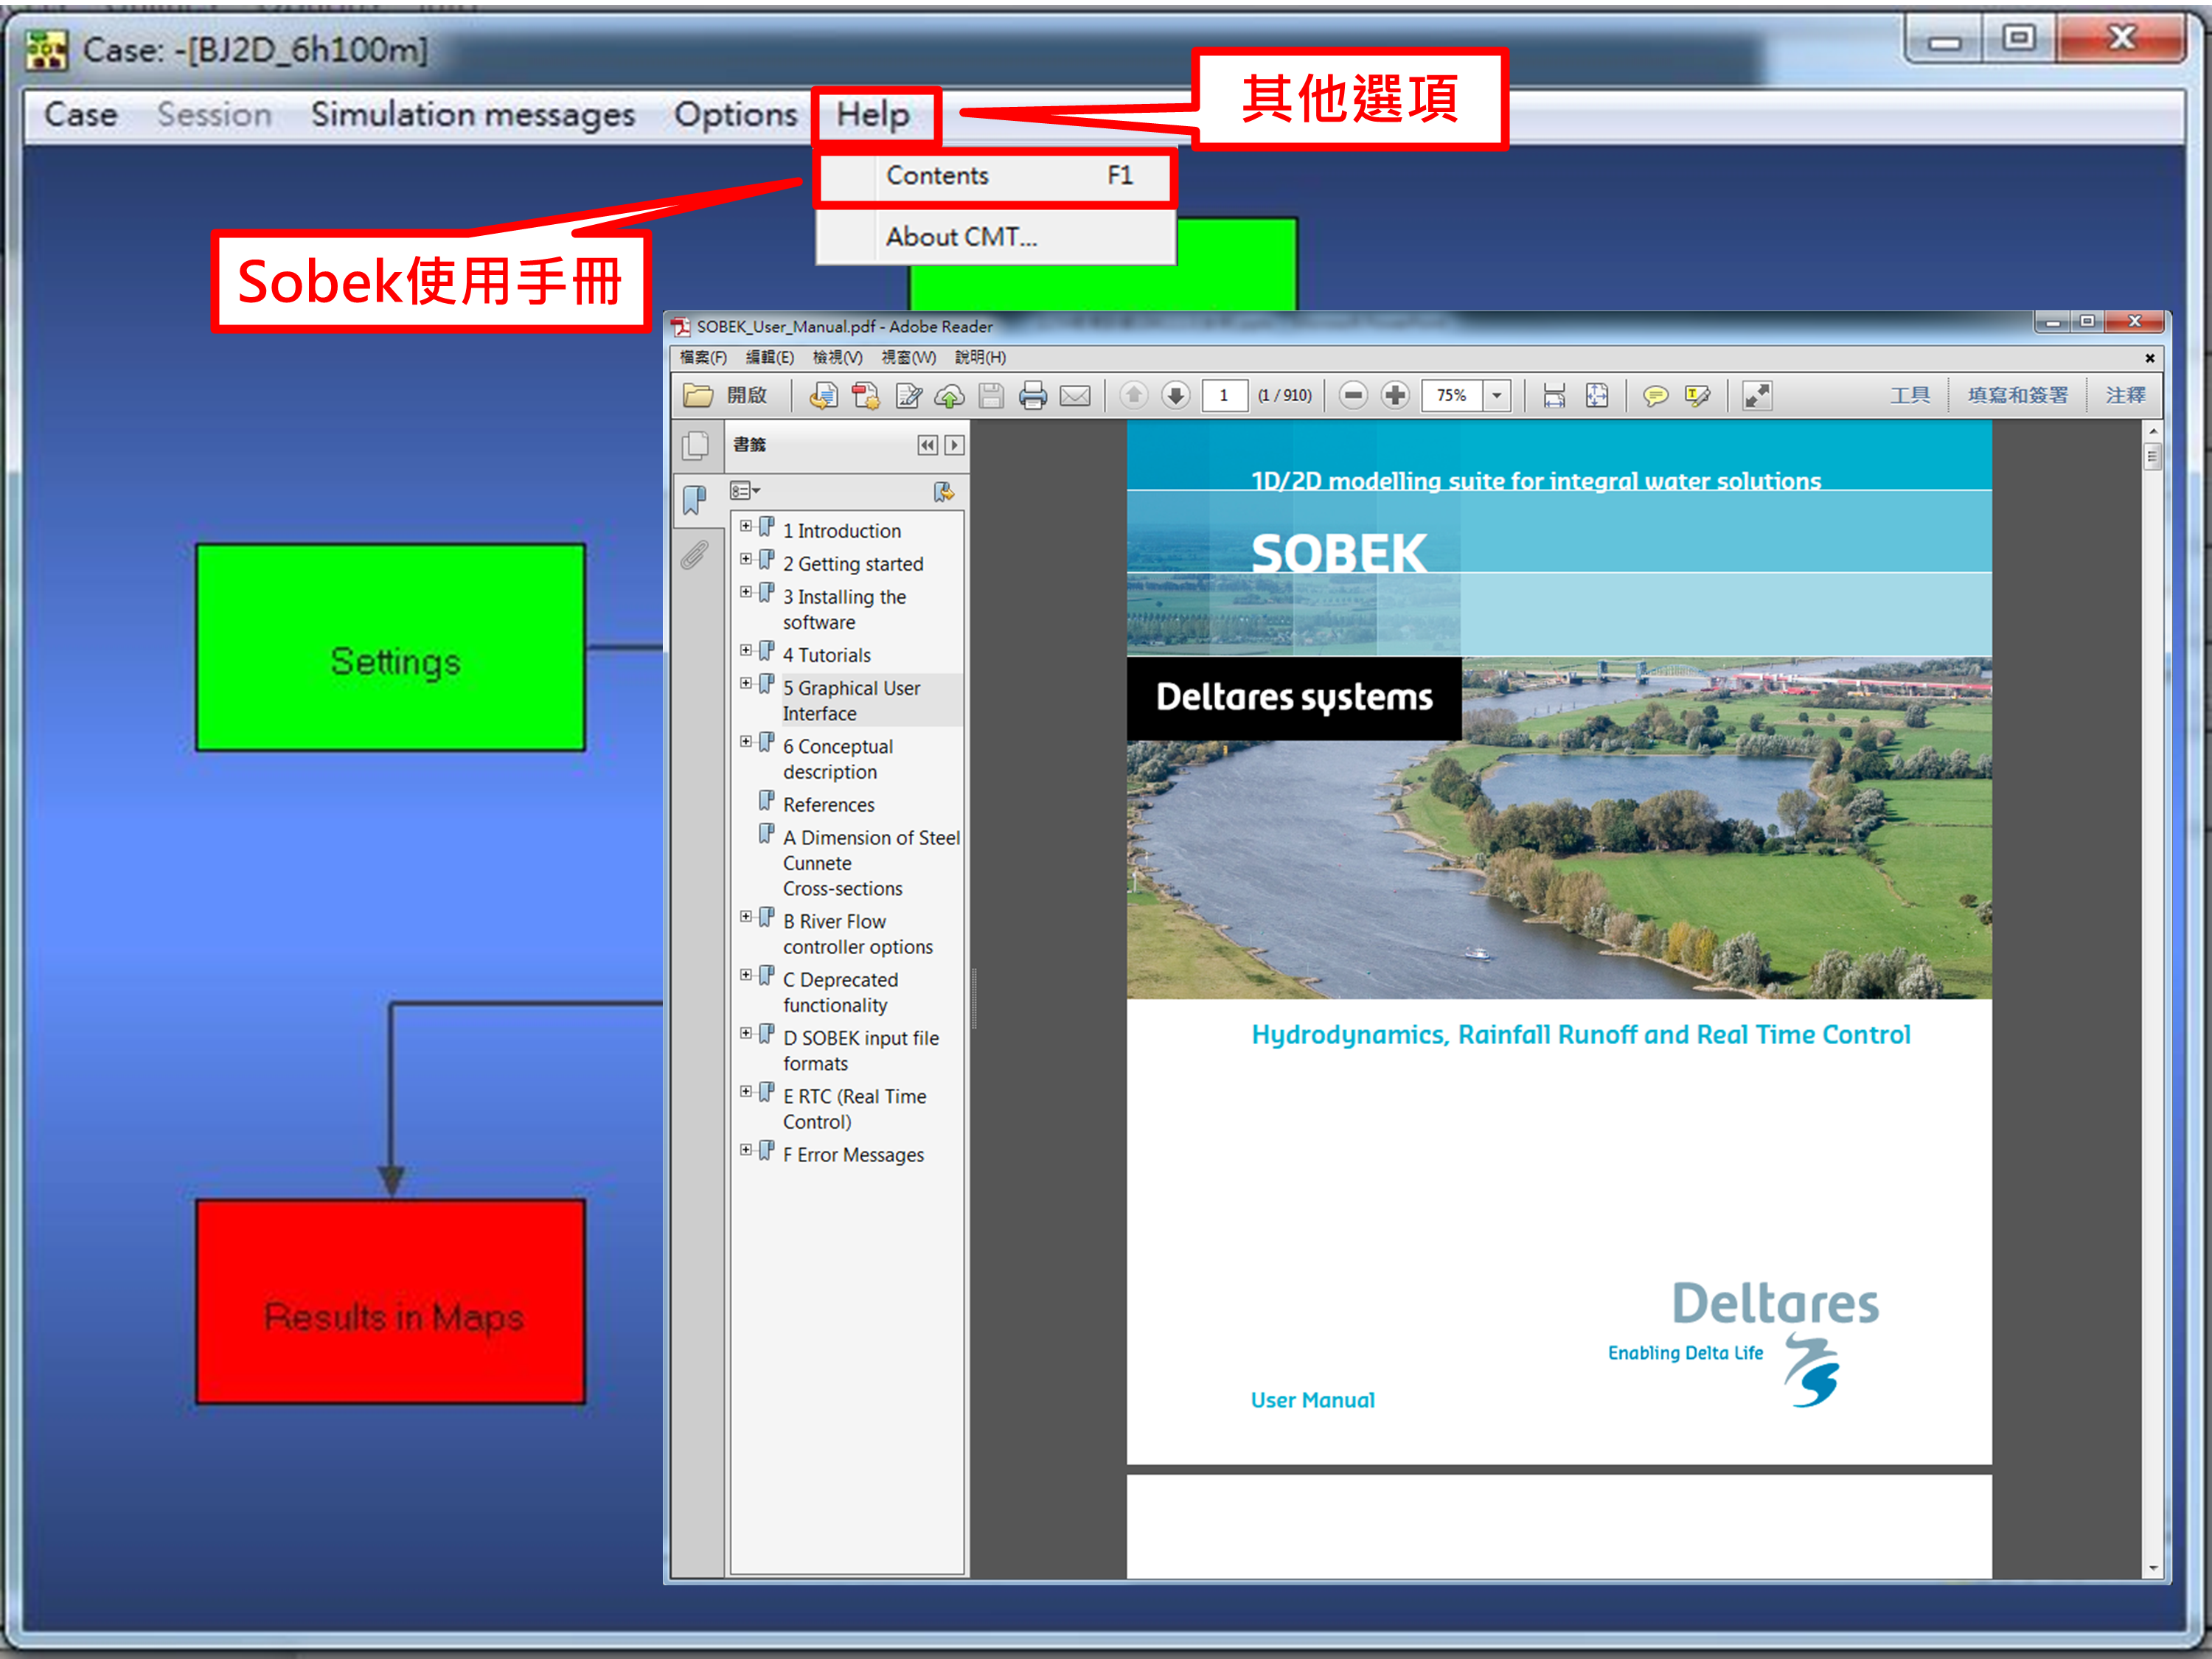 Case: -[BJ2D_6h100m]
Case Session Simulation messages Options Help
其他選項
Contents F1
About CMT...
Sobek使用手冊
Settings
Results in Maps
SOBEK_User_Manual.pdf - Adobe Reader
檔案(F) 編輯(E) 檢視(V) 視窗(W) 說明(H)
開啟 1 (1 / 910) 75% 工具 填寫和簽署 注釋
書籤
1 Introduction
2 Getting started
3 Installing the
software
4 Tutorials
5 Graphical User
Interface
6 Conceptual
description
References
A Dimension of Steel
Cunnete
Cross-sections
B River Flow
controller options
C Deprecated
functionality
D SOBEK input file
formats
E RTC (Real Time
Control)
F Error Messages
1D/2D modelling suite for integral water solutions
SOBEK
Deltares systems
Hydrodynamics, Rainfall Runoff and Real Time Control
Deltares
Enabling Delta Life
User Manual